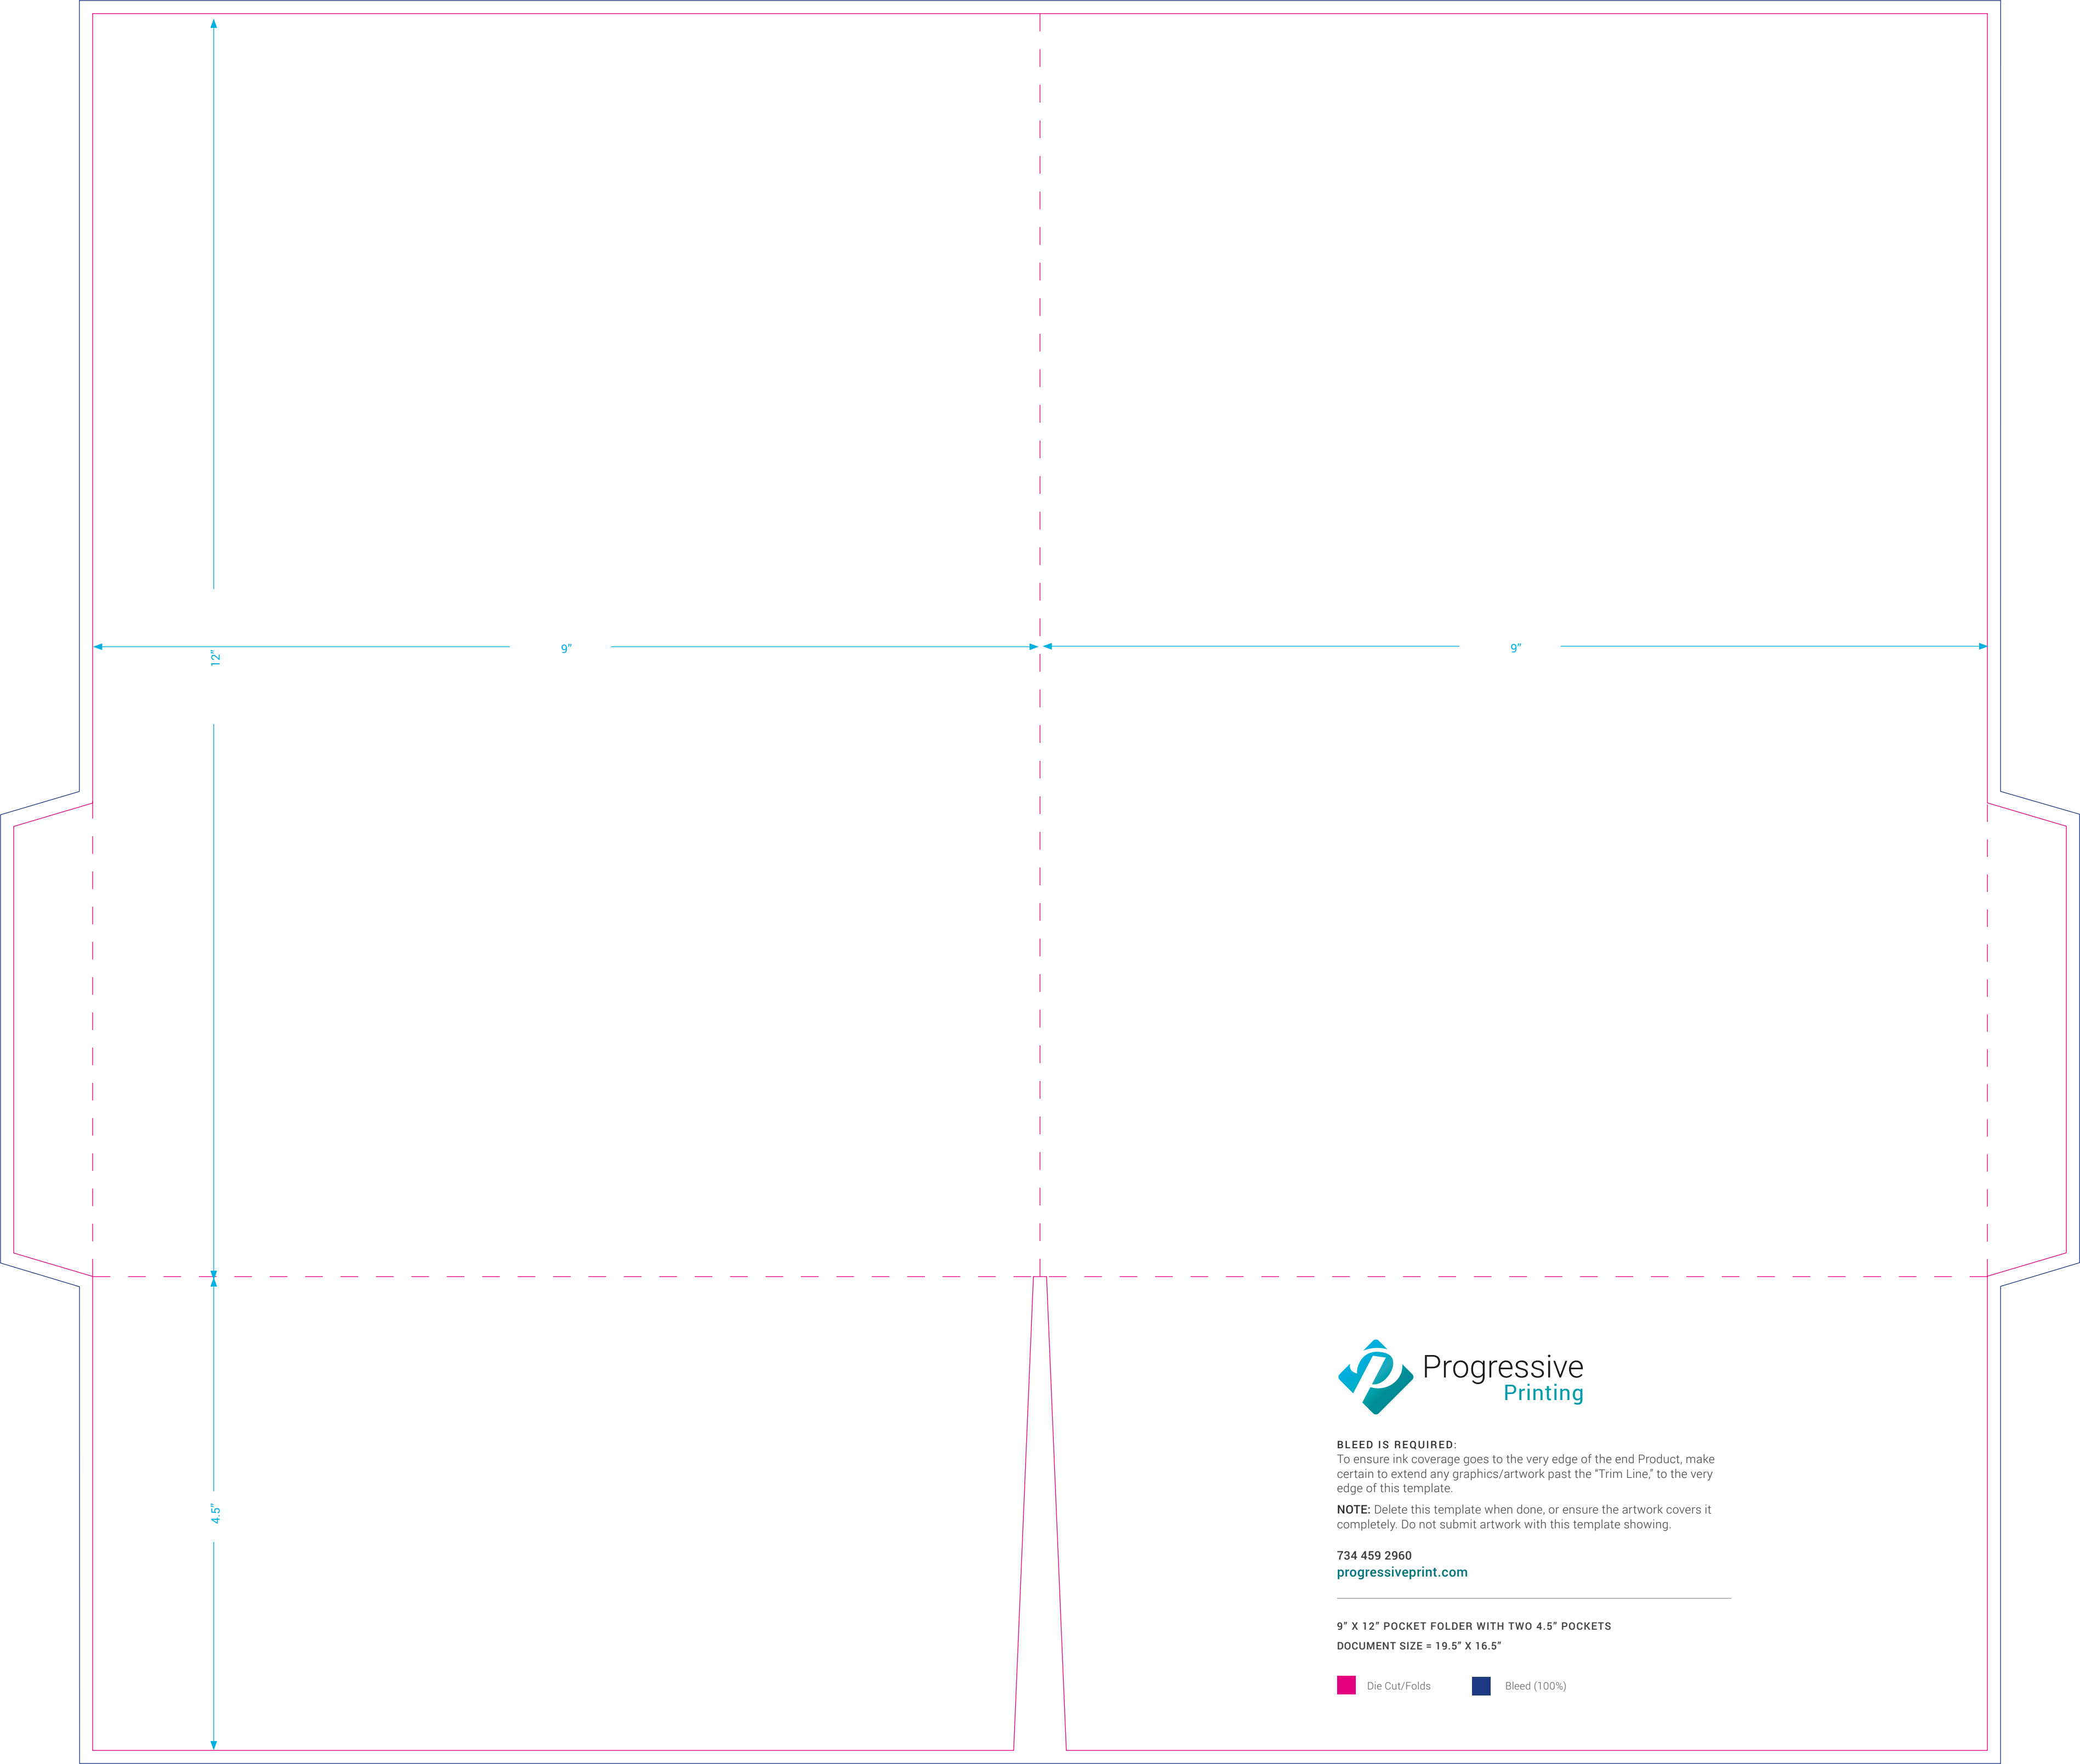 12”
9”
9”
4.5”
Progressive
Printing
BLEED IS REQUIRED:
To ensure ink coverage goes to the very edge of the end Product, make
certain to extend any graphics/artwork past the “Trim Line,” to the very
edge of this template.
NOTE: Delete this template when done, or ensure the artwork covers it
completely. Do not submit artwork with this template showing.
734 459 2960
progressiveprint.com
9” X 12” POCKET FOLDER WITH TWO 4.5” POCKETS
DOCUMENT SIZE = 19.5” X 16.5”
Die Cut/Folds
Bleed (100%)